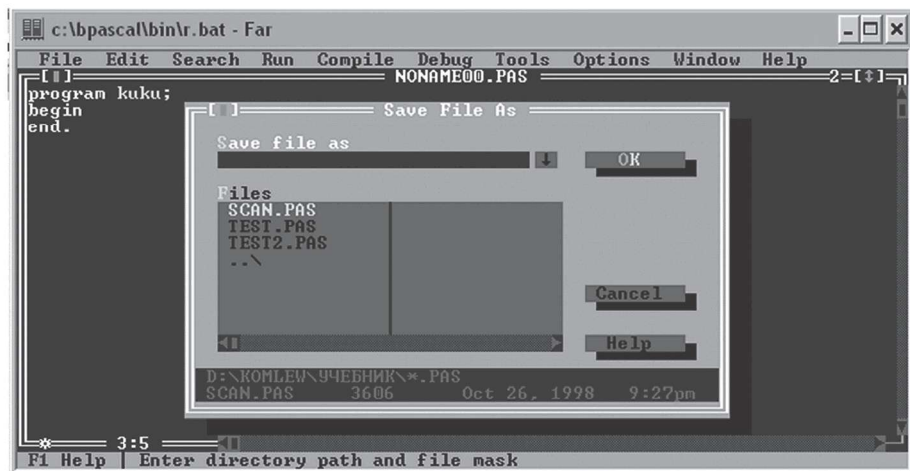 c:\bpascal\bin\r.bat - Far
File Edit Search Run Compile Debug Tools Options Window Help
NONAME00.PAS 2
program kuku;
begin
end.
Save File As
Save file as
OK
Files
SCAN.PAS
TEST.PAS
TEST2.PAS
..\
Cancel
Help
D:\KOMLEW\УЧЕБНИК\*.PAS
SCAN.PAS 3606 Oct 26, 1998 9:27pm
3:5
F1 Help | Enter directory path and file mask